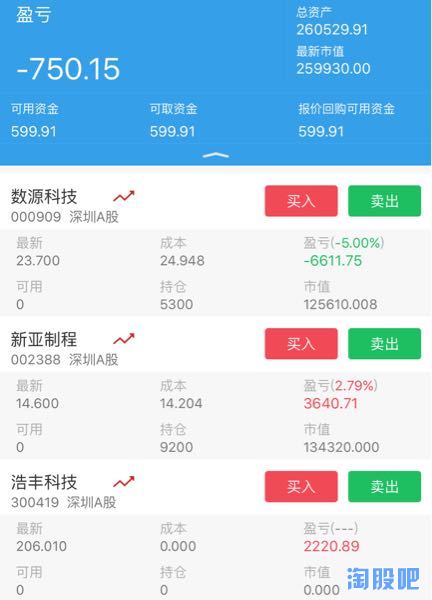 盈亏
总资产
260529.91
-750.15
最新市值
259930.00
可用资金 可取资金 报价回购可用资金
599.91 599.91 599.91
数源科技 买入 卖出
000909 深圳A股
最新 成本 盈亏(-5.00%)
23.700 24.948 -6611.75
可用 持仓 市值
0 5300 125610.008
新亚制程 买入 卖出
002388 深圳A股
最新 成本 盈亏(2.79%)
14.600 14.204 3640.71
可用 持仓 市值
0 9200 134320.000
浩丰科技 买入 卖出
300419 深圳A股
最新 成本 盈亏(---)
206.010 0.000 2220.89
可用 持仓 市值
0 0 0.000
淘股吧